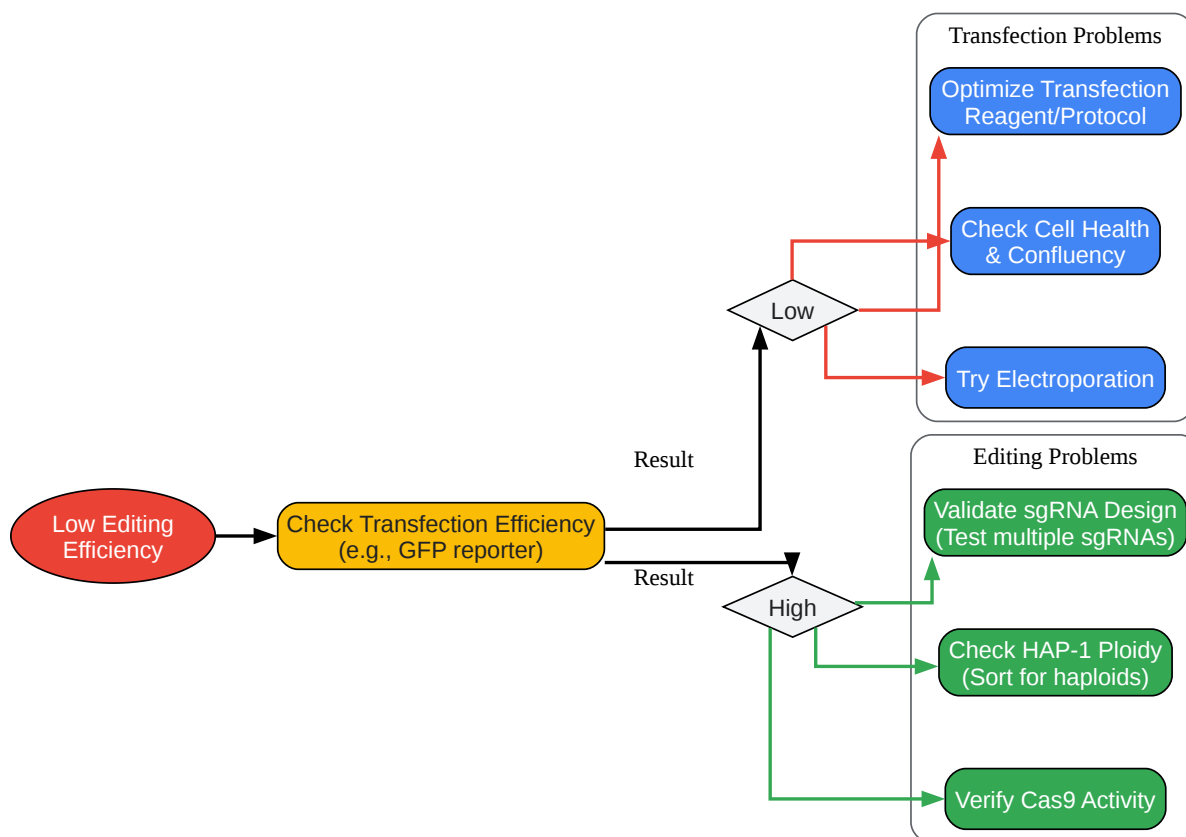 Transfection Problems
Optimize Transfection
Reagent/Protocol
Check Cell Health
& Confluency
Low
Try Electroporation
Result
Editing Problems
Low Editing
Efficiency
Check Transfection Efficiency
(e.g., GFP reporter)
Validate sgRNA Design
(Test multiple sgRNAs)
Result
High
Check HAP-1 Ploidy
(Sort for haploids)
Verify Cas9 Activity